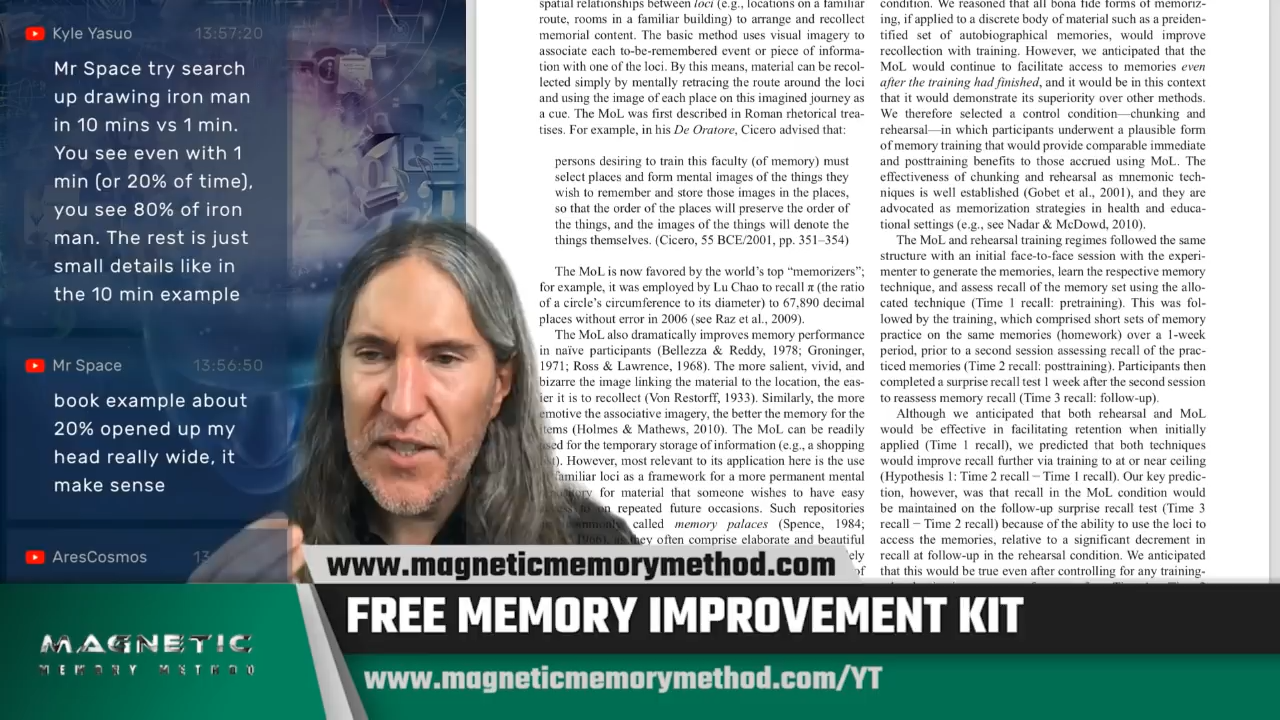 Kyle Yasuo 13:57:20
Mr Space try search
up drawing iron man
in 10 mins vs 1 min.
You see even with 1
min (or 20% of time),
you see 80% of iron
man. The rest is just
small details like in
the 10 min example
Mr Space 13:56:50
book example about
20% opened up my
head really wide, it
make sense
AresCosmos 13
spatial relationships between loci (e.g., locations on a familiar
route, rooms in a familiar building) to arrange and recollect
memorial content. The basic method uses visual imagery to
associate each to-be-remembered event or piece of informa-
tion with one of the loci. By this means, material can be recol-
lected simply by mentally retracing the route around the loci
and using the image of each place on this imagined journey as
a cue. The MoL was first described in Roman rhetorical trea-
tises. For example, in his De Oratore, Cicero advised that:
persons desiring to train this faculty (of memory) must
select places and form mental images of the things they
wish to remember and store those images in the places,
so that the order of the places will preserve the order of
the things, and the images of the things will denote the
things themselves. (Cicero, 55 BCE/2001, pp. 351–354)
The MoL is now favored by the world's top “memorizers”;
for example, it was employed by Lu Chao to recall π (the ratio
of a circle's circumference to its diameter) to 67,890 decimal
places without error in 2006 (see Raz et al., 2009).
The MoL also dramatically improves memory performance
in naïve participants (Bellezza & Reddy, 1978; Groninger,
1971; Ross & Lawrence, 1968). The more salient, vivid, and
bizarre the image linking the material to the location, the eas-
ier it is to recollect (Von Restorff, 1933). Similarly, the more
emotive the associative imagery, the better the memory for the
items (Holmes & Mathews, 2010). The MoL can be readily
used for the temporary storage of information (e.g., a shopping
list). However, most relevant to its application here is the use
familiar loci as a framework for a more permanent mental
for material that someone wishes to have easy
on repeated future occasions. Such repositories
called memory palaces (Spence, 1984;
they often comprise elaborate and beautiful
ely
of
condition. We reasoned that all bona fide forms of memoriz-
ing, if applied to a discrete body of material such as a preiden-
tified set of autobiographical memories, would improve
recollection with training. However, we anticipated that the
MoL would continue to facilitate access to memories even
after the training had finished, and it would be in this context
that it would demonstrate its superiority over other methods.
We therefore selected a control condition—chunking and
rehearsal—in which participants underwent a plausible form
of memory training that would provide comparable immediate
and posttraining benefits to those accrued using MoL. The
effectiveness of chunking and rehearsal as mnemonic tech-
niques is well established (Gobet et al., 2001), and they are
advocated as memorization strategies in health and educa-
tional settings (e.g., see Nadar & McDowd, 2010).
The MoL and rehearsal training regimes followed the same
structure with an initial face-to-face session with the experi-
menter to generate the memories, learn the respective memory
technique, and assess recall of the memory set using the allo-
cated technique (Time 1 recall: pretraining). This was fol-
lowed by the training, which comprised short sets of memory
practice on the same memories (homework) over a 1-week
period, prior to a second session assessing recall of the prac-
ticed memories (Time 2 recall: posttraining). Participants then
completed a surprise recall test 1 week after the second session
to reassess memory recall (Time 3 recall: follow-up).
Although we anticipated that both rehearsal and MoL
would be effective in facilitating retention when initially
applied (Time 1 recall), we predicted that both techniques
would improve recall further via training to at or near ceiling
(Hypothesis 1: Time 2 recall − Time 1 recall). Our key predic-
tion, however, was that recall in the MoL condition would
be maintained on the follow-up surprise recall test (Time 3
recall − Time 2 recall) because of the ability to use the loci to
access the memories, relative to a significant decrement in
recall at follow-up in the rehearsal condition. We anticipated
that this would be true even after controlling for any training-
www.magneticmemorymethod.com
FREE MEMORY IMPROVEMENT KIT
www.magneticmemorymethod.com/YT
MAGNETIC
MEMORY METHOD